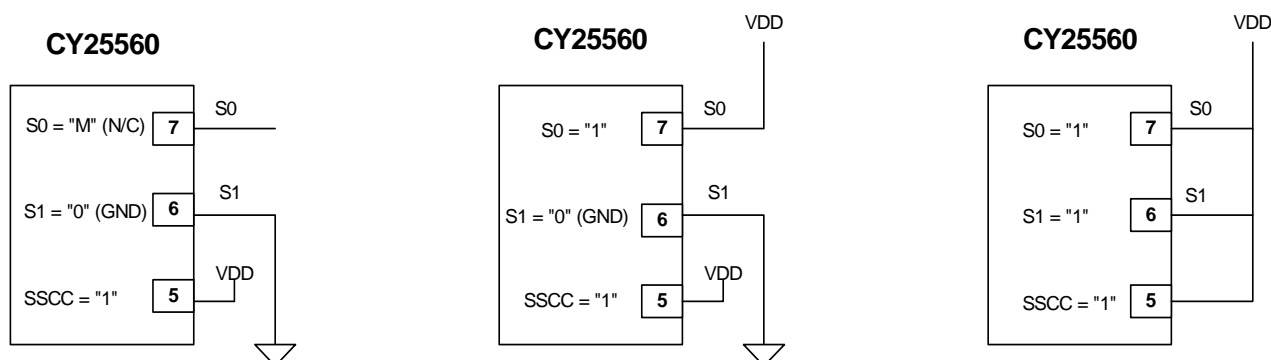 CY25560
S0 = "M" (N/C) 7 S0
S1 = "0" (GND) 6 S1
SSCC = "1" 5 VDD
CY25560 VDD
S0 = "1" 7 S0
S1 = "0" (GND) 6 S1
SSCC = "1" 5 VDD
CY25560 VDD
S0 = "1" 7 S0
S1 = "1" 6 S1
SSCC = "1" 5